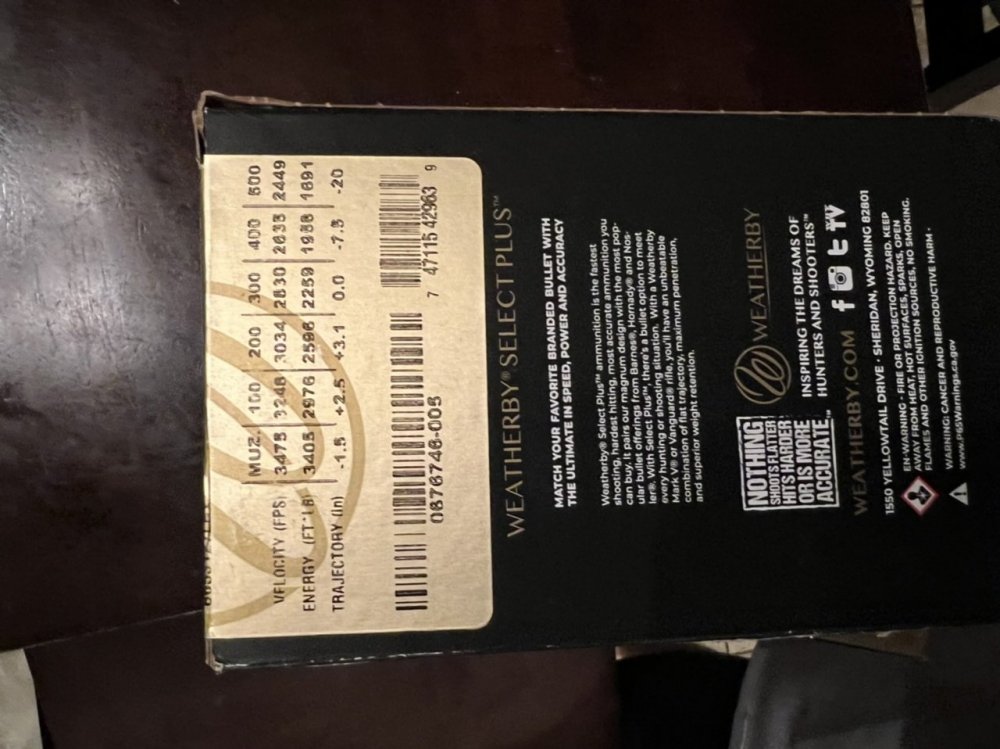 MUZ. 100 200 300 400 500
VELOCITY (FPS) 3475 3248 3034 2830 2635 2449
ENERGY (FT*LB) 3405 2976 2596 2259 1958 1691
TRAJECTORY (in) -1.5 +2.5 +3.1 0.0 -7.5 -20
0676746-005
7 47115 42963 9
WEATHERBY® SELECT PLUS™
MATCH YOUR FAVORITE BRANDED BULLET WITH
THE ULTIMATE IN SPEED, POWER AND ACCURACY
Weatherby® Select Plus™ ammunition is the fastest
shooting, hardest hitting, most accurate ammunition you
can buy. It pairs our magnum design with the most pop-
ular bullet offerings from Barnes®, Hornady® and Nos-
ler®. With Select Plus™, there's a bullet option to meet
every hunting or shooting situation. With a Weatherby
Mark V® or Vanguard® rifle, you'll have an unbeatable
combination of flat trajectory, maximum penetration,
and superior weight retention.
NOTHING
SHOOTS FLATTER
HITS HARDER
OR IS MORE
ACCURATE™
WEATHERBY
INSPIRING THE DREAMS OF
HUNTERS AND SHOOTERS™
WEATHERBY.COM
f t TV
1550 YELLOWTAIL DRIVE · SHERIDAN, WYOMING 82801
EN-WARNING - FIRE OR PROJECTION HAZARD. KEEP
AWAY FROM HEAT, HOT SURFACES, SPARKS, OPEN
FLAMES AND OTHER IGNITION SOURCES, NO SMOKING.
WARNING: CANCER AND REPRODUCTIVE HARM -
www.P65Warnings.ca.gov